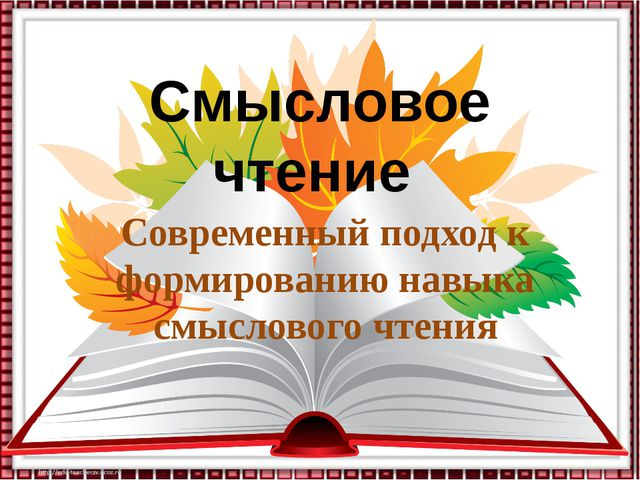 Смысловое
чтение
Современный подход к
формированию навыка
смыслового чтения